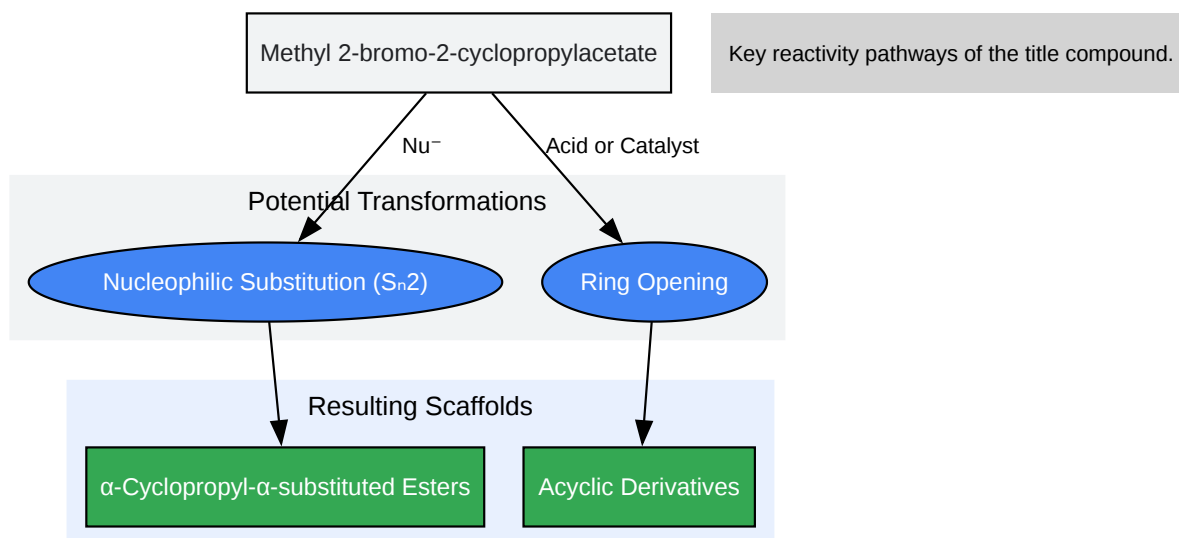 Methyl 2-bromo-2-cyclopropylacetate
Key reactivity pathways of the title compound.
Nu⁻
Acid or Catalyst
Potential Transformations
Nucleophilic Substitution (Sₙ2)
Ring Opening
Resulting Scaffolds
α-Cyclopropyl-α-substituted Esters
Acyclic Derivatives